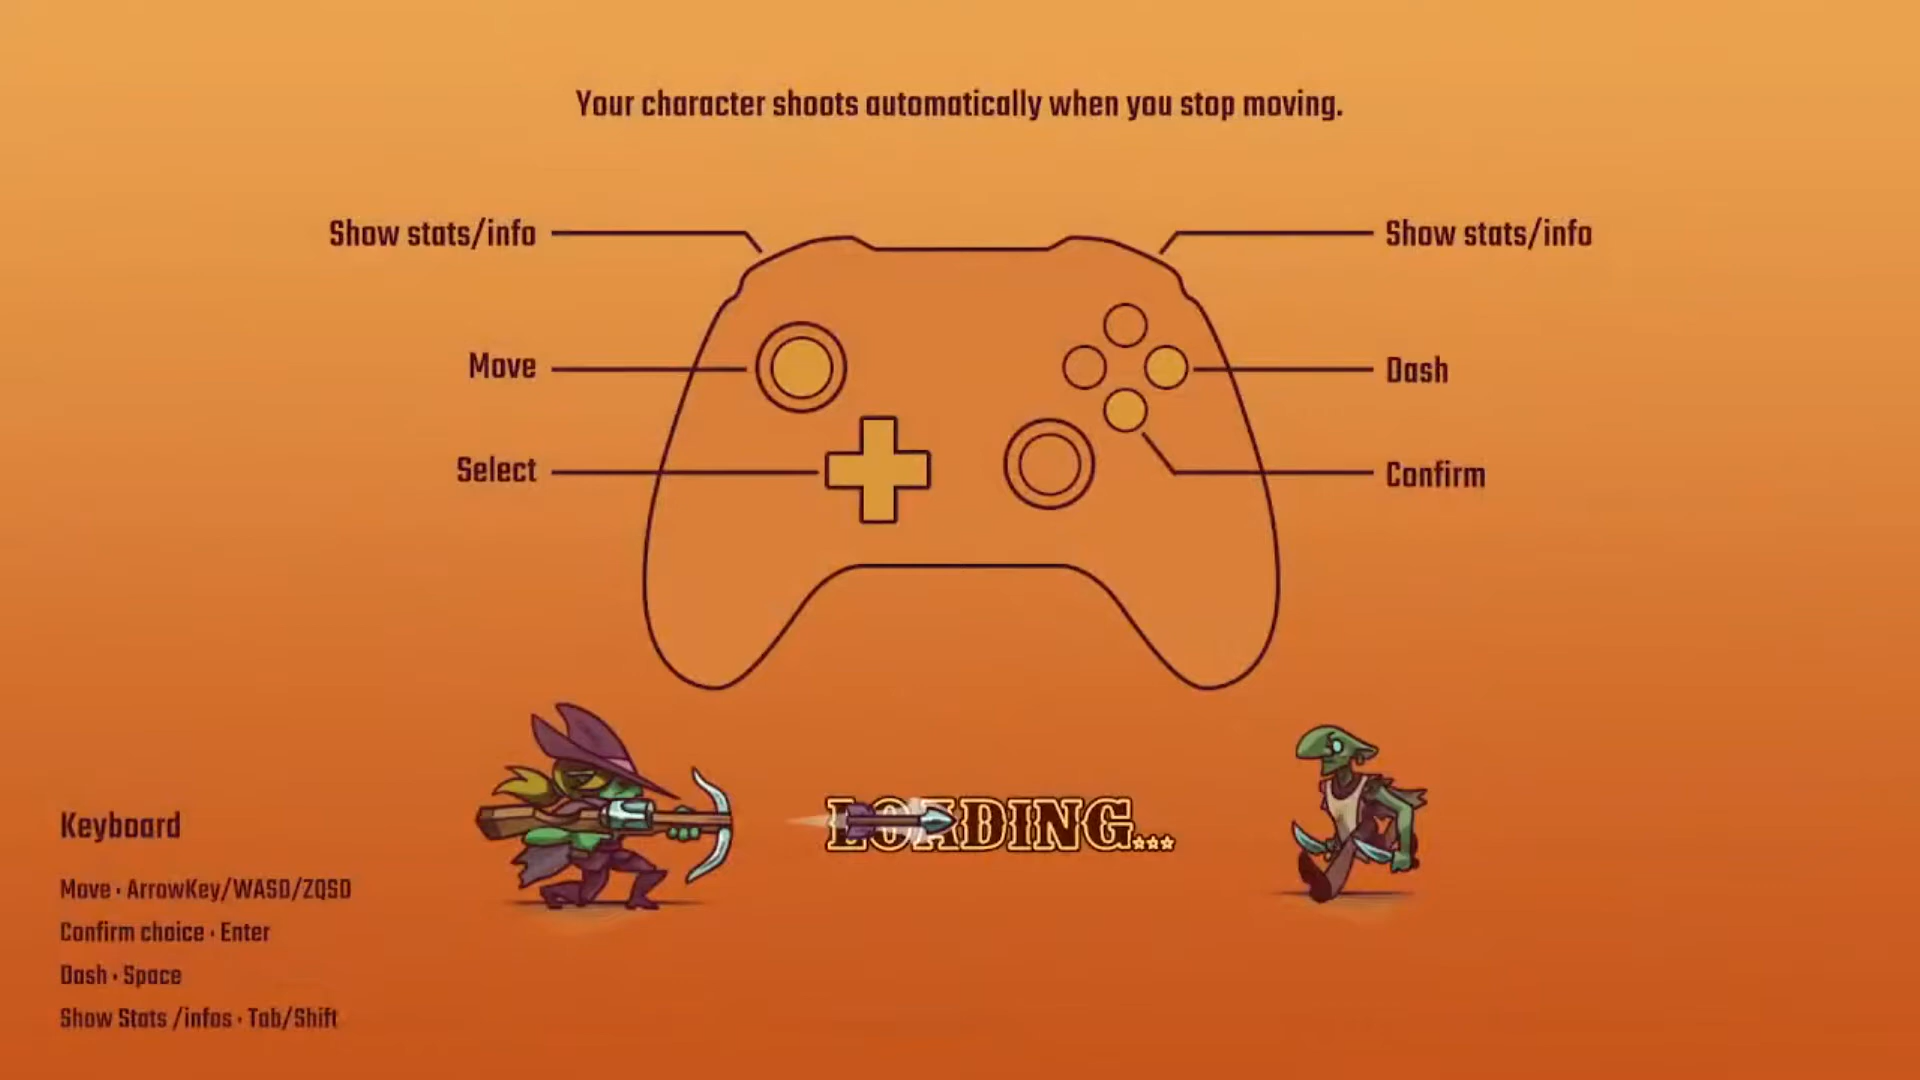 Your character shoots automatically when you stop moving.
Show stats/info
Show stats/info
Move
Dash
Select
Confirm
LOADING...
Keyboard
Move • ArrowKey/WASD/ZQSD
Confirm choice • Enter
Dash • Space
Show Stats /infos • Tab/Shift